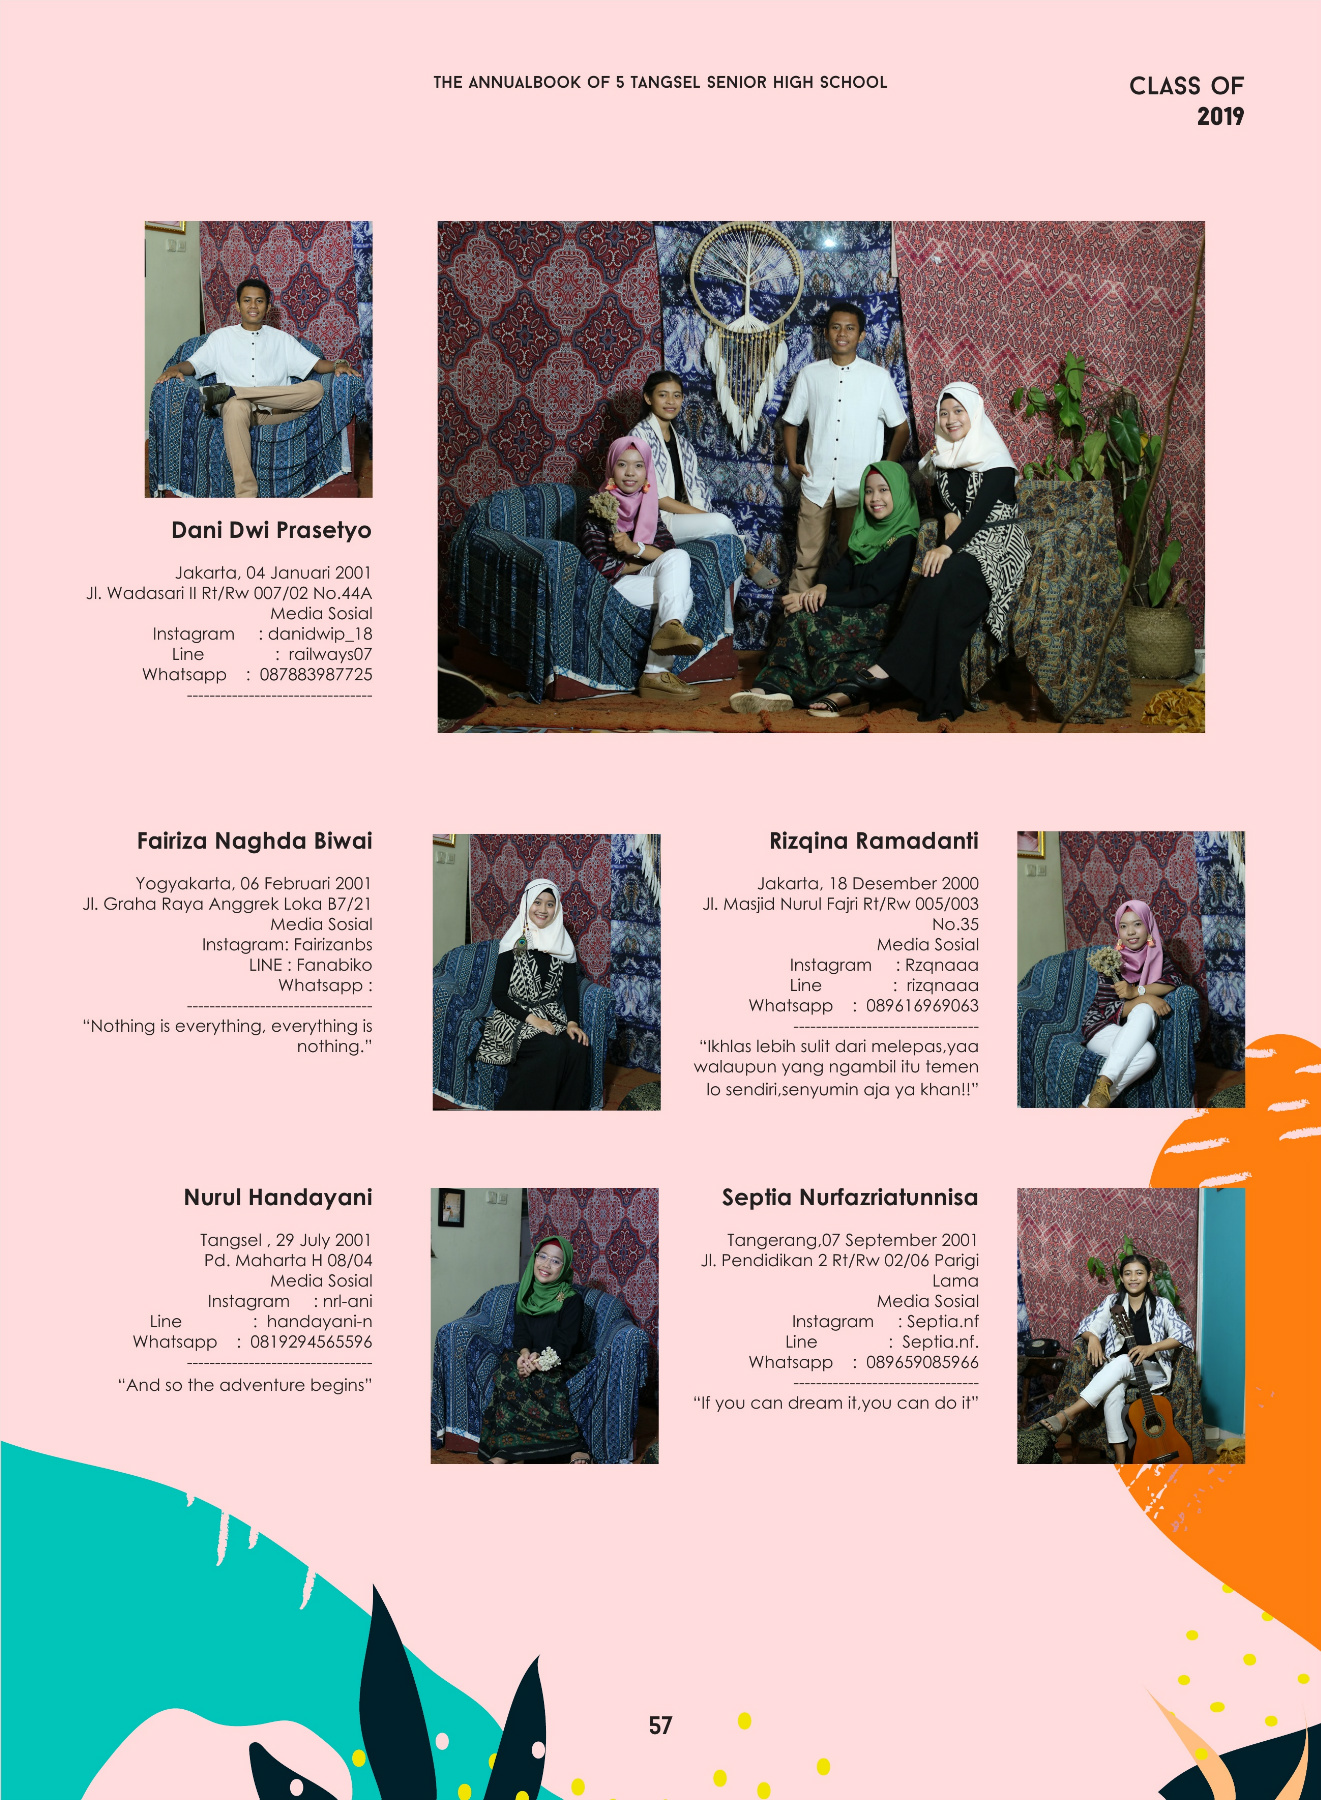 THE ANNUALBOOK OF 5 TANGSEL SENIOR HIGH SCHOOL
CLASS OF
2019
Dani Dwi Prasetyo
Jakarta, 04 Januari 2001
Jl. Wadasari II Rt/Rw 007/02 No.44A
Media Sosial
Instagram : danidwip_18
Line : railways07
Whatsapp : 087883987725
---------------------------------
Fairiza Naghda Biwai
Yogyakarta, 06 Februari 2001
Jl. Graha Raya Anggrek Loka B7/21
Media Sosial
Instagram: Fairizanbs
LINE : Fanabiko
Whatsapp :
---------------------------------
“Nothing is everything, everything is
nothing.”
Rizqina Ramadanti
Jakarta, 18 Desember 2000
Jl. Masjid Nurul Fajri Rt/Rw 005/003
No.35
Media Sosial
Instagram : Rzqnaaa
Line : rizqnaaa
Whatsapp : 089616969063
---------------------------------
“Ikhlas lebih sulit dari melepas,yaa
walaupun yang ngambil itu temen
lo sendiri,senyumin aja ya khan!!”
Nurul Handayani
Tangsel , 29 July 2001
Pd. Maharta H 08/04
Media Sosial
Instagram : nrl-ani
Line : handayani-n
Whatsapp : 0819294565596
---------------------------------
“And so the adventure begins”
Septia Nurfazriatunnisa
Tangerang,07 September 2001
Jl. Pendidikan 2 Rt/Rw 02/06 Parigi
Lama
Media Sosial
Instagram : Septia.nf
Line : Septia.nf.
Whatsapp : 089659085966
---------------------------------
“If you can dream it,you can do it”
57